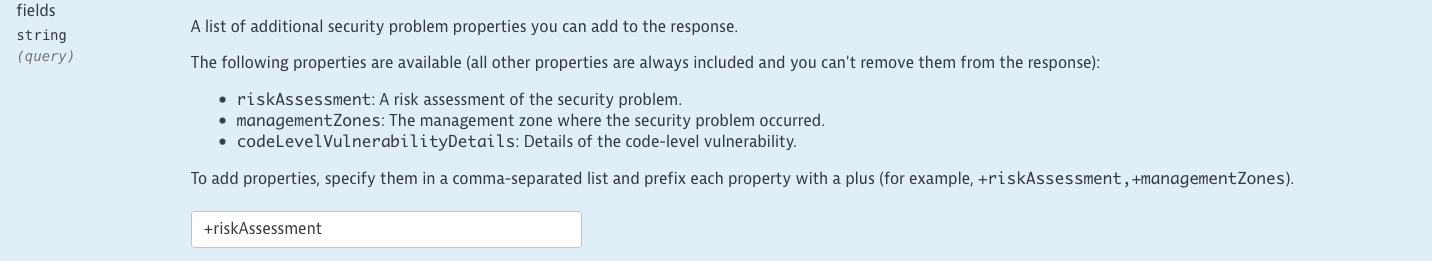 fields
string
(query)
A list of additional security problem properties you can add to the response.
The following properties are available (all other properties are always included and you can't remove them from the response):
• riskAssessment: A risk assessment of the security problem.
• managementZones: The management zone where the security problem occurred.
• codeLevelVulnerabilityDetails: Details of the code-level vulnerability.
To add properties, specify them in a comma-separated list and prefix each property with a plus (for example, +riskAssessment,+managementZones).
+riskAssessment